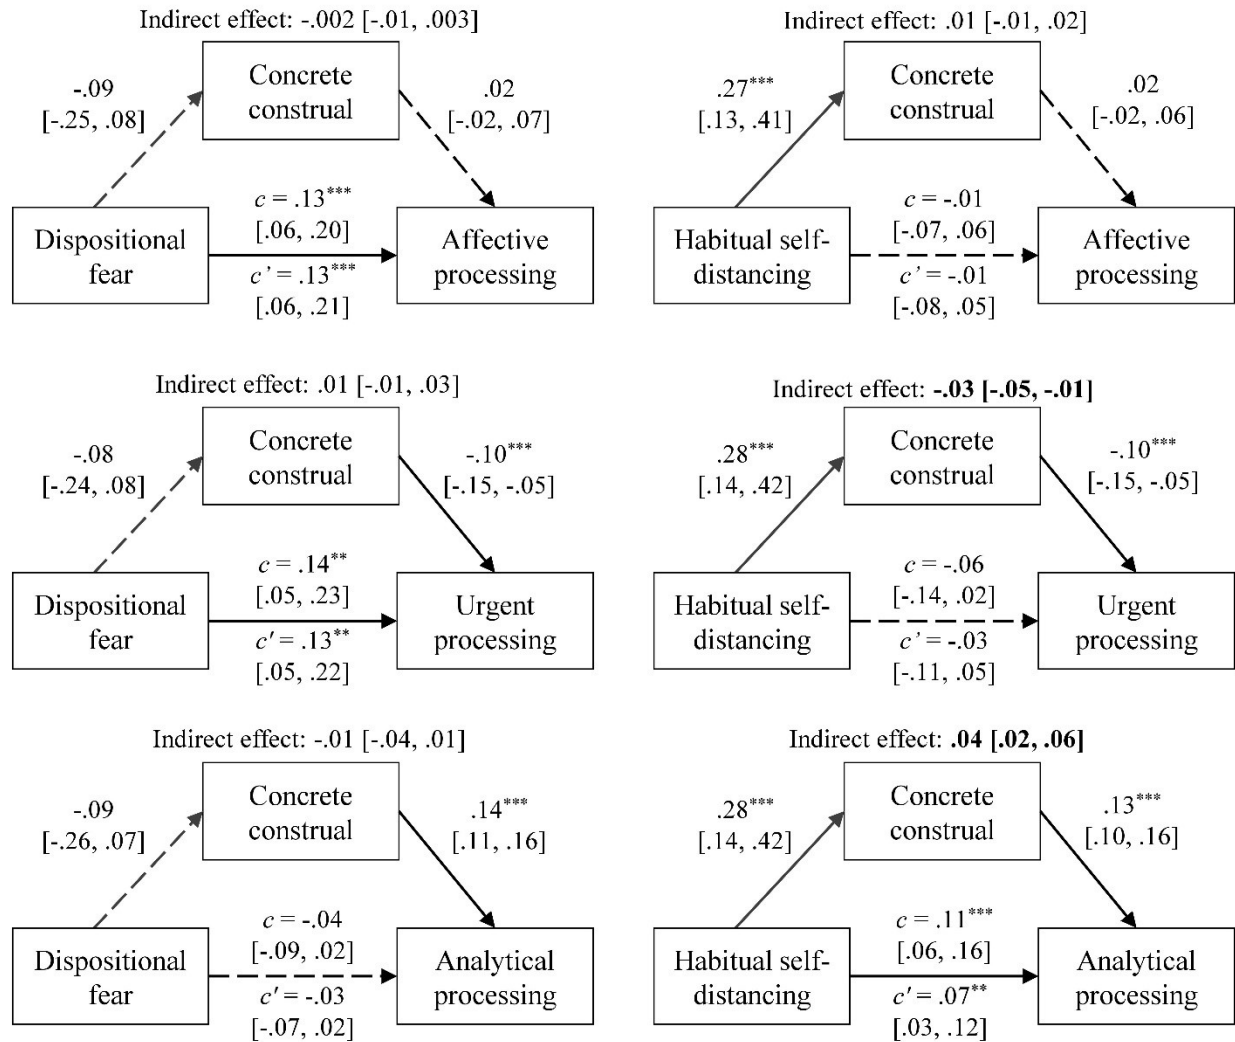 Indirect effect: -.002 [-.01, .003]
-.09
[-.25, .08]
Concrete
construal
.02
[-.02, .07]
Dispositional
fear
c = .13***
[.06, .20]
c’ = .13***
[.06, .21]
Affective
processing
Indirect effect: .01 [-.01, .02]
.27***
[.13, .41]
Concrete
construal
.02
[-.02, .06]
Habitual self-
distancing
c = -.01
[-.07, .06]
c’ = -.01
[-.08, .05]
Affective
processing
Indirect effect: .01 [-.01, .03]
-.08
[-.24, .08]
Concrete
construal
-.10***
[-.15, -.05]
Dispositional
fear
c = .14**
[.05, .23]
c' = .13**
[.05, .22]
Urgent
processing
Indirect effect: -.03 [-.05, -.01]
.28***
[.14, .42]
Concrete
construal
-.10***
[-.15, -.05]
Habitual self-
distancing
c = -.06
[-.14, .02]
c’ = -.03
[-.11, .05]
Urgent
processing
Indirect effect: -.01 [-.04, .01]
-.09
[-.26, .07]
Concrete
construal
.14***
[.11, .16]
Dispositional
fear
c = -.04
[-.09, .02]
c' = -.03
[-.07, .02]
Analytical
processing
Indirect effect: .04 [.02, .06]
.28***
[.14, .42]
Concrete
construal
.13***
[.10, .16]
Habitual self-
distancing
c = .11***
[.06, .16]
c' = .07**
[.03, .12]
Analytical
processing